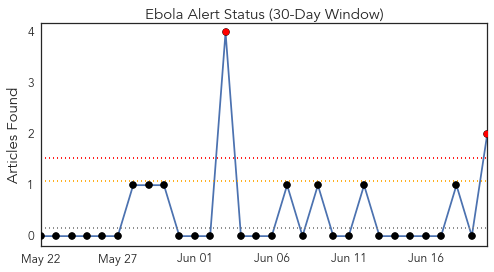 Ebola Alert Status (30-Day Window)
Articles Found
4
3
2
1
0
May 22
May 27
Jun 01
Jun 06
Jun 11
Jun 16